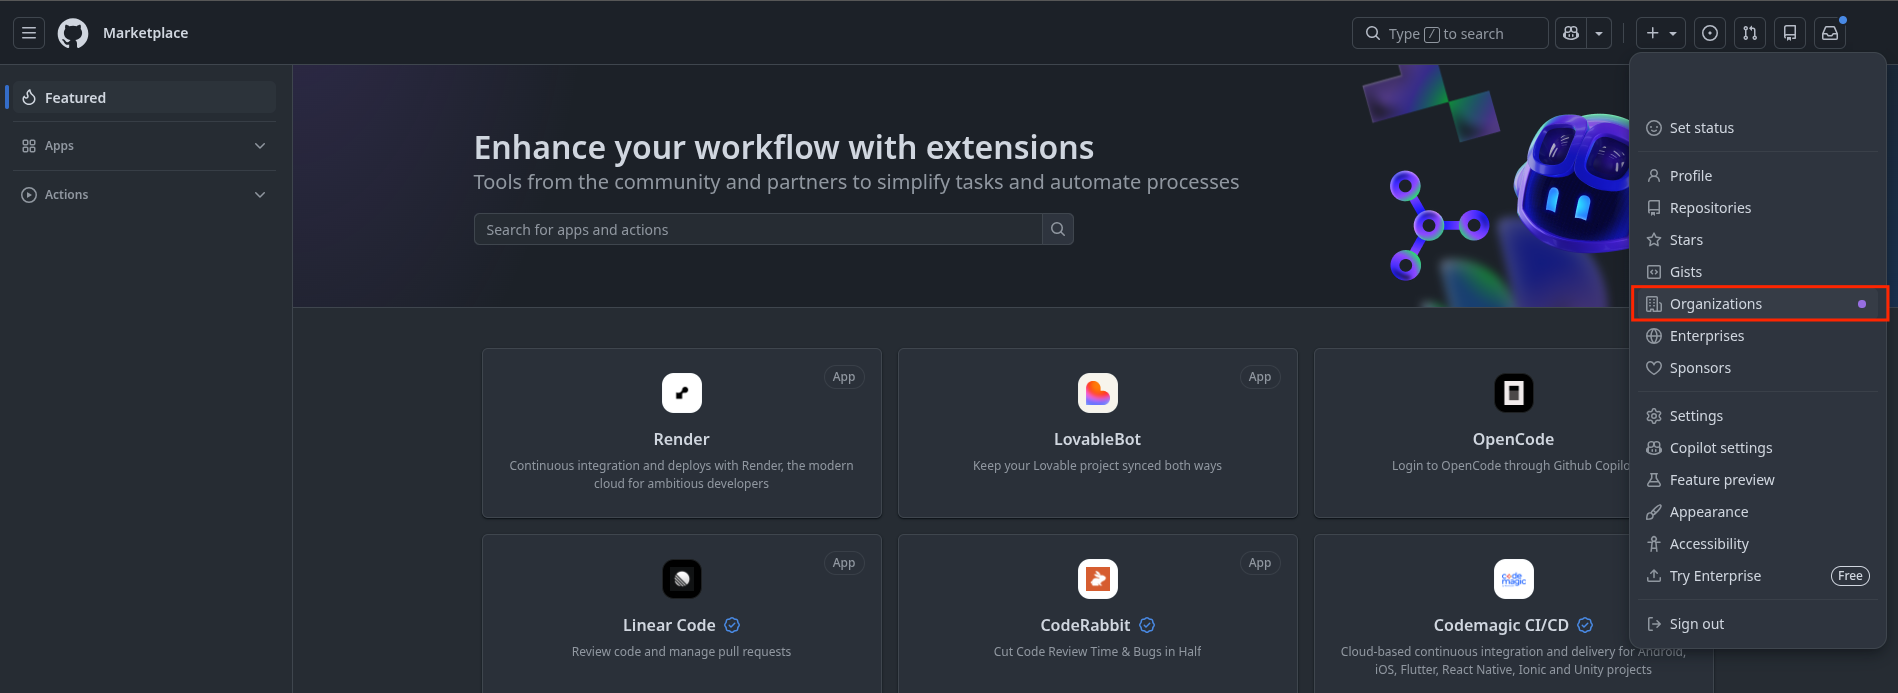 Marketplace
Type / to search
Featured
Apps
Actions
Enhance your workflow with extensions
Tools from the community and partners to simplify tasks and automate processes
Search for apps and actions
App
Render
Continuous integration and deploys with Render, the modern
cloud for ambitious developers
App
LovableBot
Keep your Lovable project synced both ways
OpenCode
Login to OpenCode through Github Copilo
App
Linear Code
Review code and manage pull requests
App
CodeRabbit
Cut Code Review Time & Bugs in Half
code
magic
Codemagic CI/CD
Cloud-based continuous integration and delivery for Android,
iOS, Flutter, React Native, Ionic and Unity projects
Set status
Profile
Repositories
Stars
Gists
Organizations
Enterprises
Sponsors
Settings
Copilot settings
Feature preview
Appearance
Accessibility
Try Enterprise
Free
Sign out